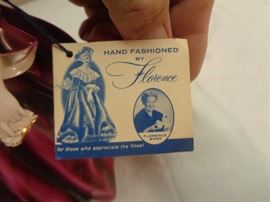 HAND FASHIONED
BY
Florence
FLORENCE
WARD
for those who appreciate the finest